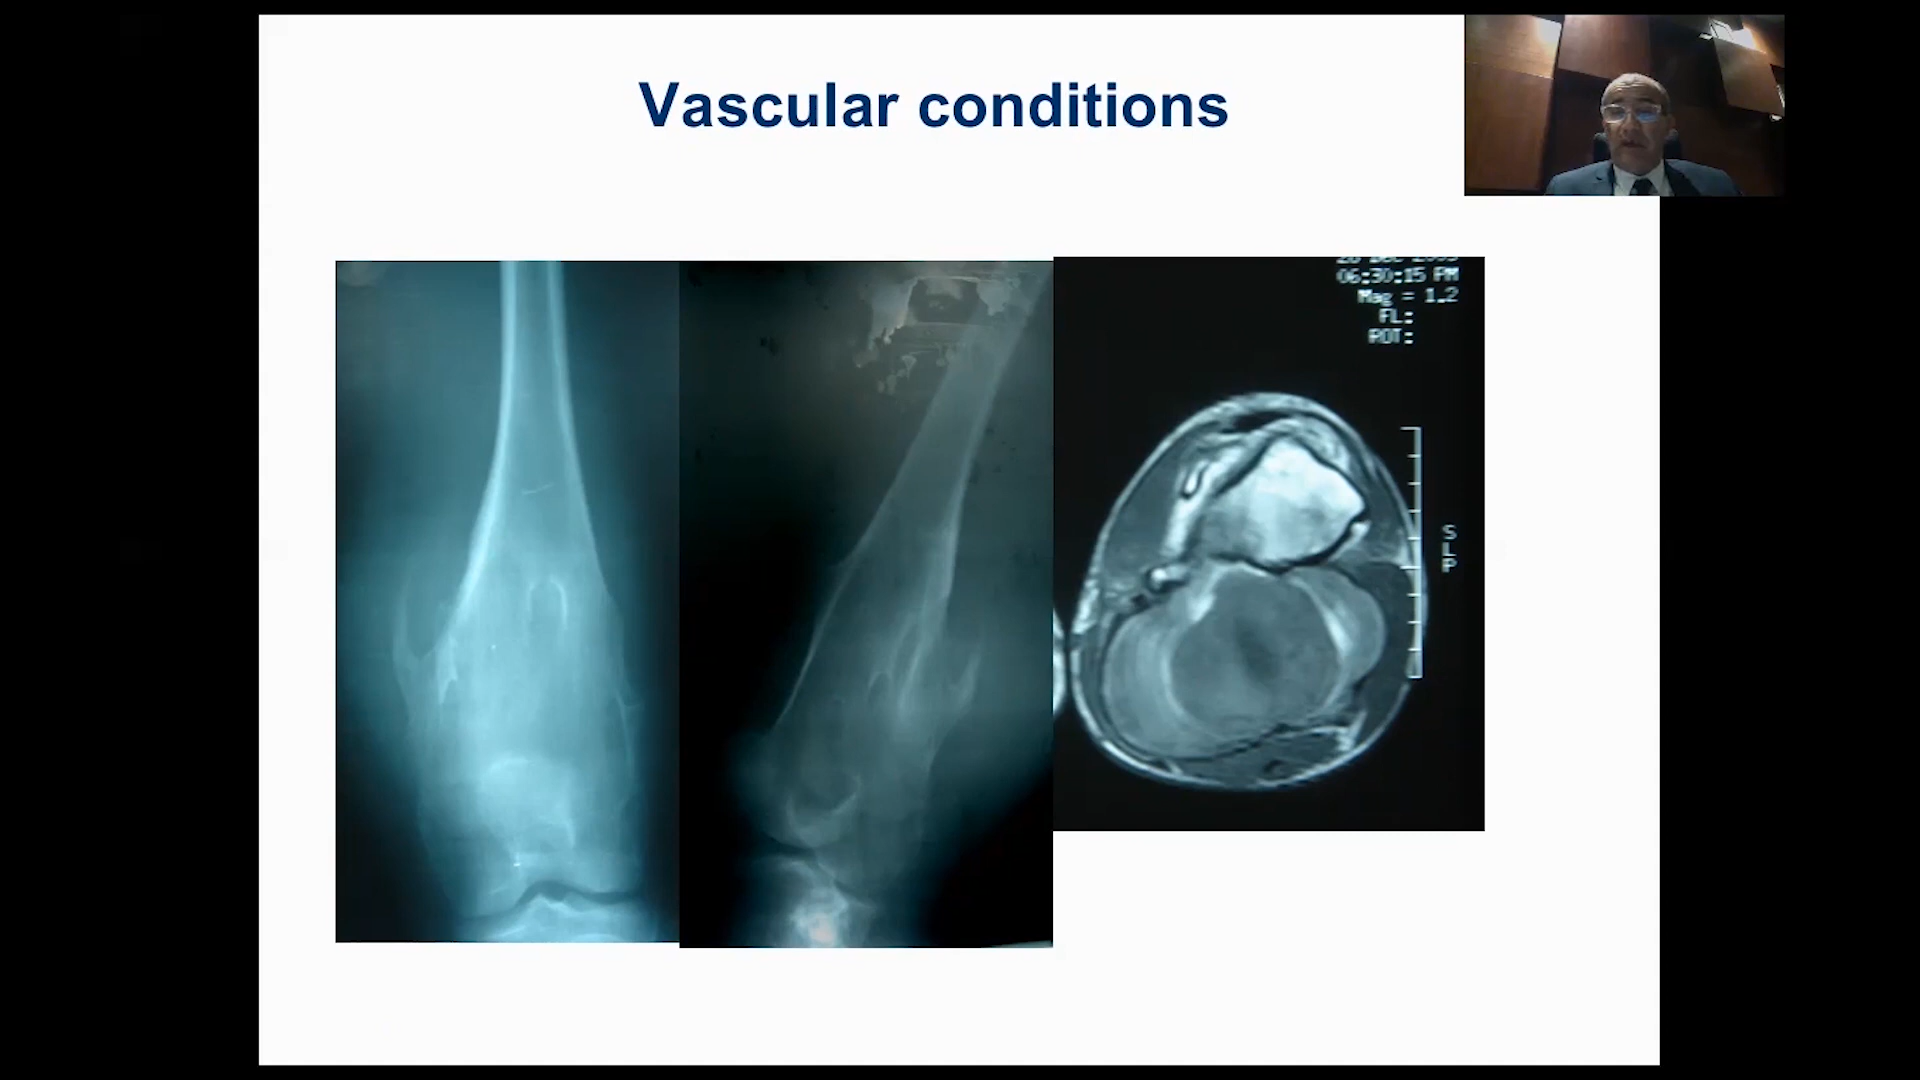 Vascular conditions
06:30:15 PM
Mag = 1.2
FL:
ROT:
S
L
P